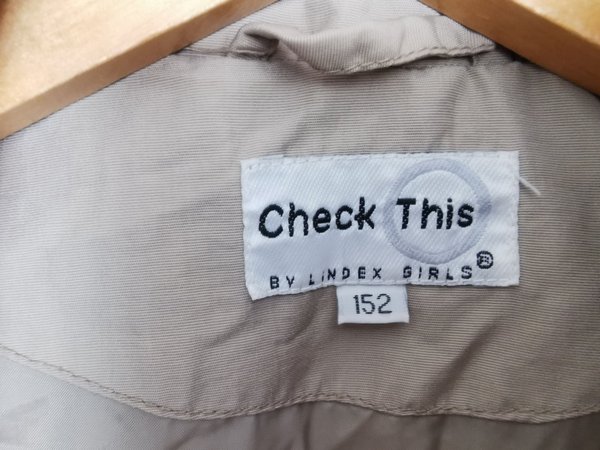 Check This
BY LINDEX GIRLS®
152